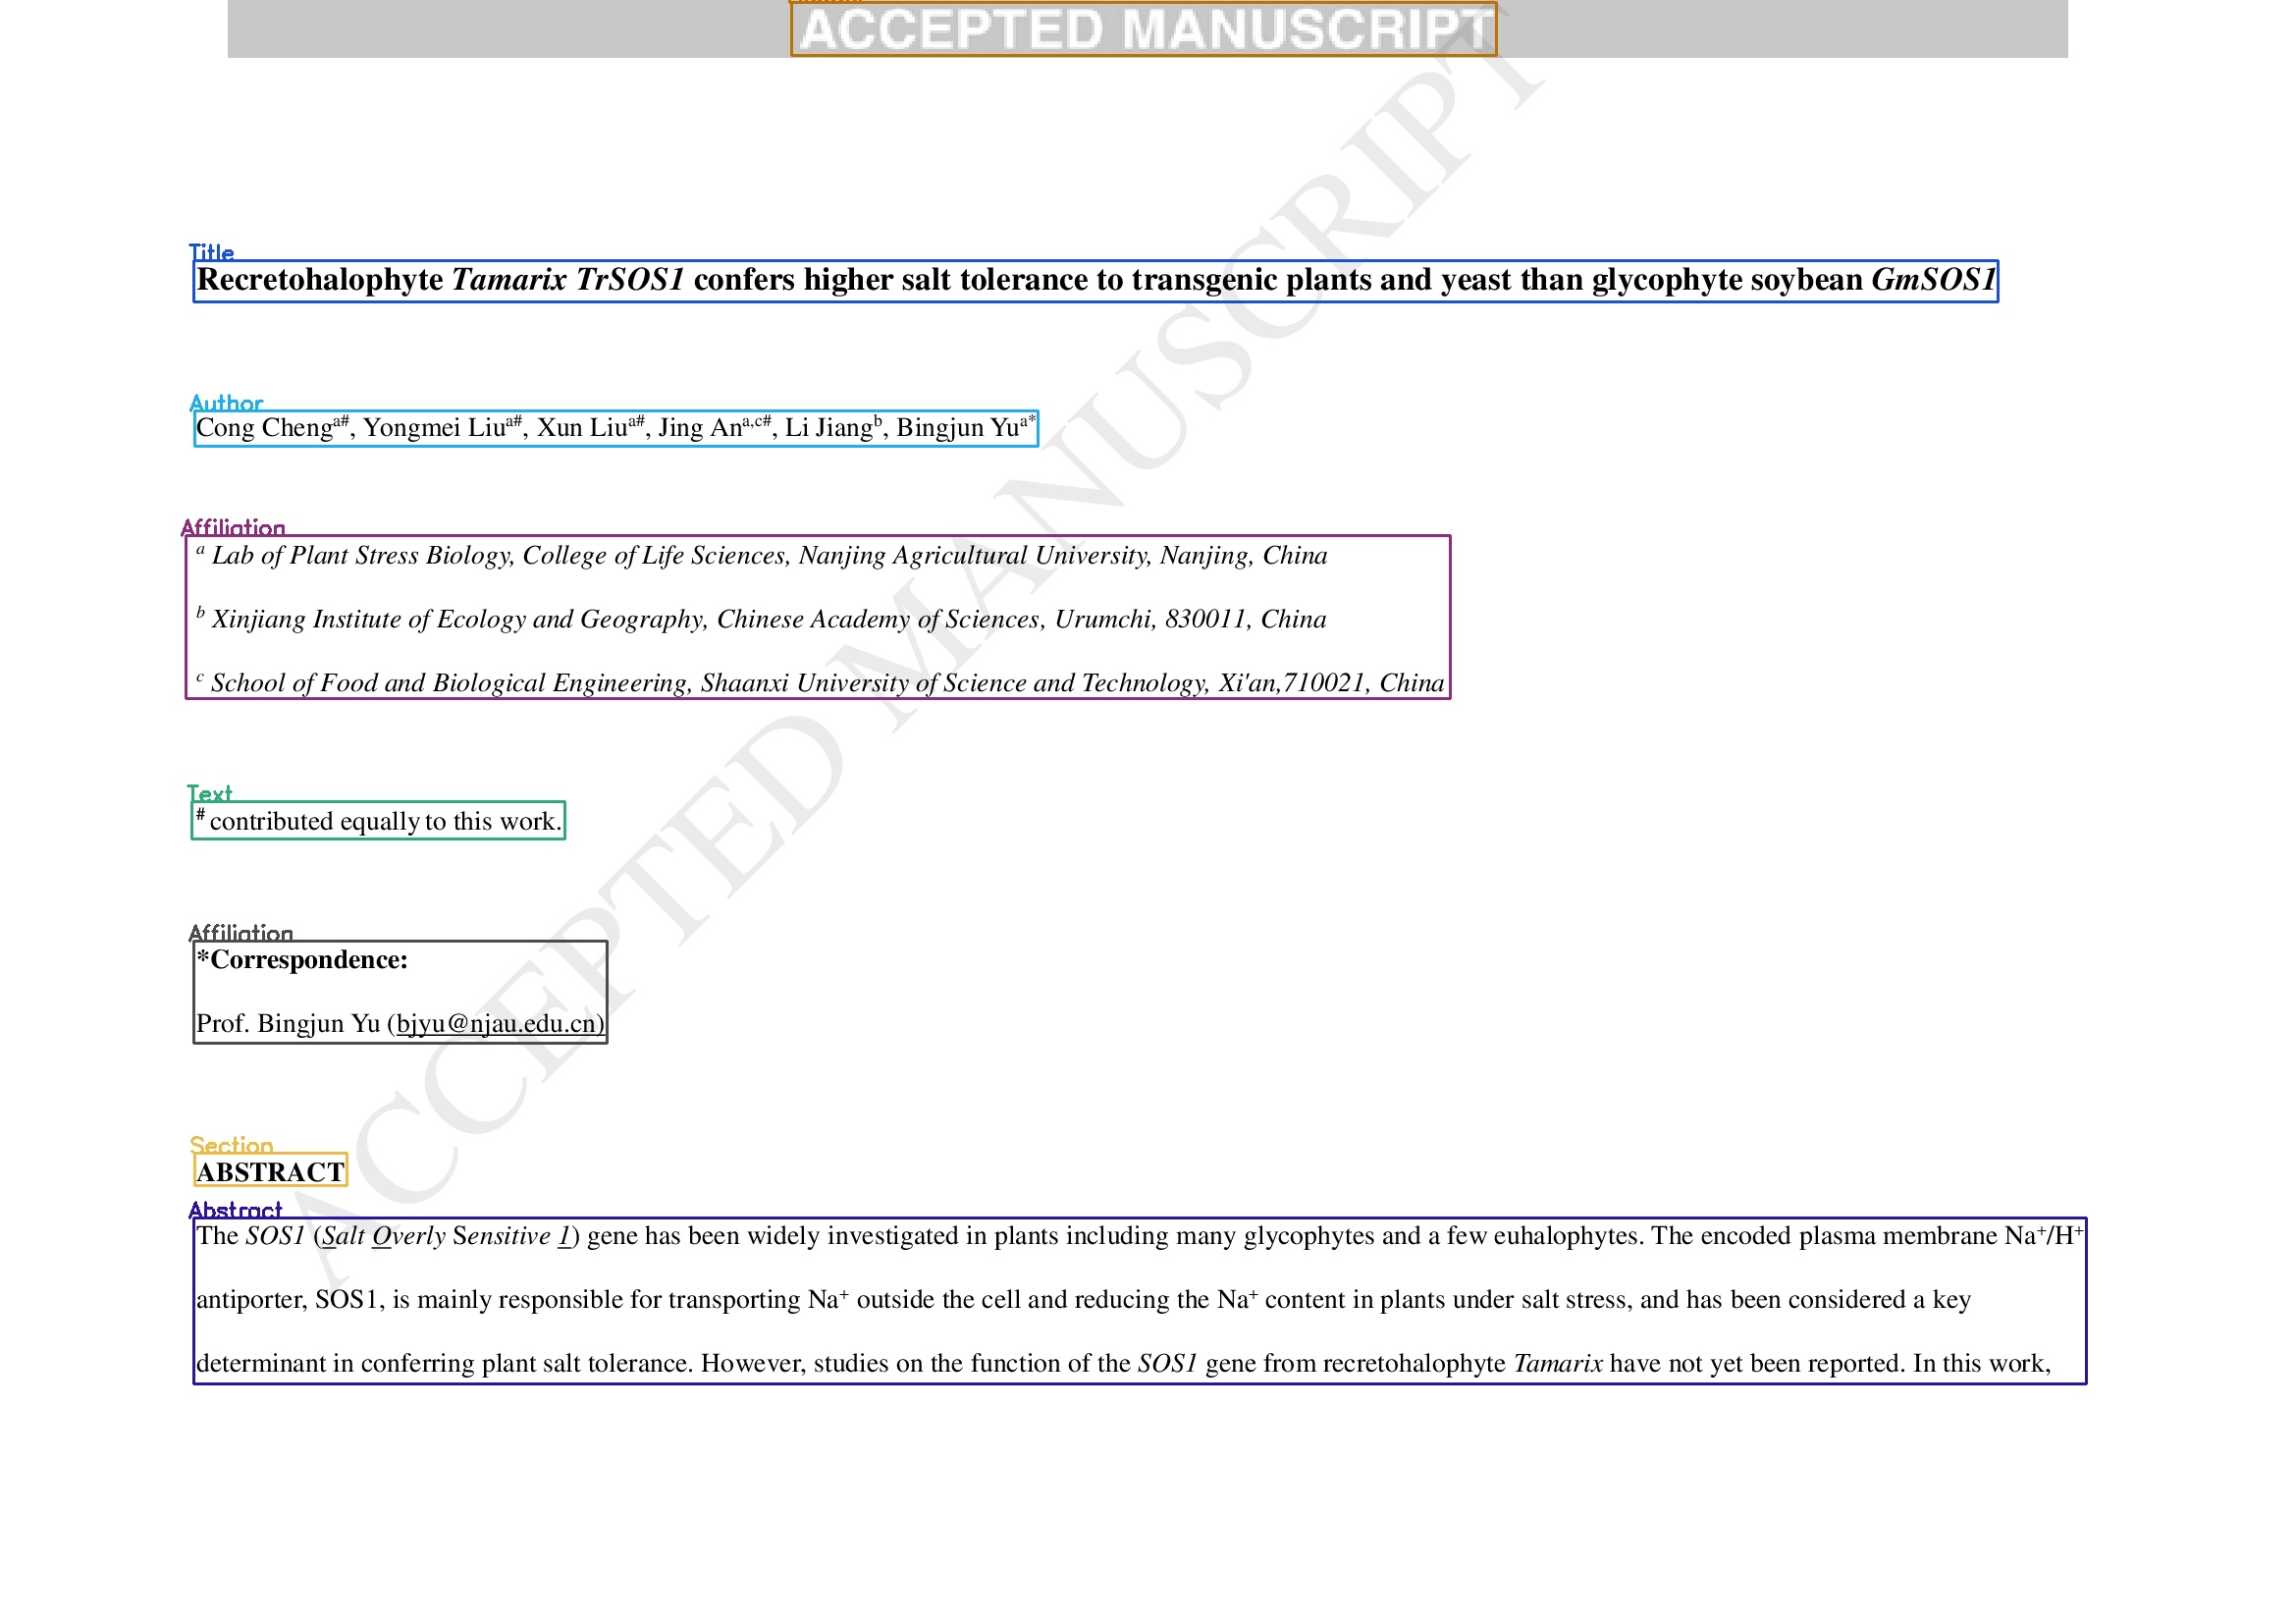 ACCEPTED MANUSCRIPT
Title
Recretohalophyte Tamarix TrSOS1 confers higher salt tolerance to transgenic plants and yeast than glycophyte soybean GmSOS1
Author
Cong Cheng^a#, Yongmei Liu^a#, Xun Liu^a#, Jing An^a,c#, Li Jiang^b, Bingjun Yu^a*
Affiliation
^a Lab of Plant Stress Biology, College of Life Sciences, Nanjing Agricultural University, Nanjing, China
^b Xinjiang Institute of Ecology and Geography, Chinese Academy of Sciences, Urumchi, 830011, China
^c School of Food and Biological Engineering, Shaanxi University of Science and Technology, Xi'an,710021, China
Text
# contributed equally to this work.
Affiliation
*Correspondence:
Prof. Bingjun Yu (bjyu@njau.edu.cn)
Section
ABSTRACT
Abstract
The SOS1 (Salt Overly Sensitive 1) gene has been widely investigated in plants including many glycophytes and a few euhalophytes. The encoded plasma membrane Na⁺/H⁺
antiporter, SOS1, is mainly responsible for transporting Na⁺ outside the cell and reducing the Na⁺ content in plants under salt stress, and has been considered a key
determinant in conferring plant salt tolerance. However, studies on the function of the SOS1 gene from recretohalophyte Tamarix have not yet been reported. In this work,
ACCEPTED MANUSCRIPT